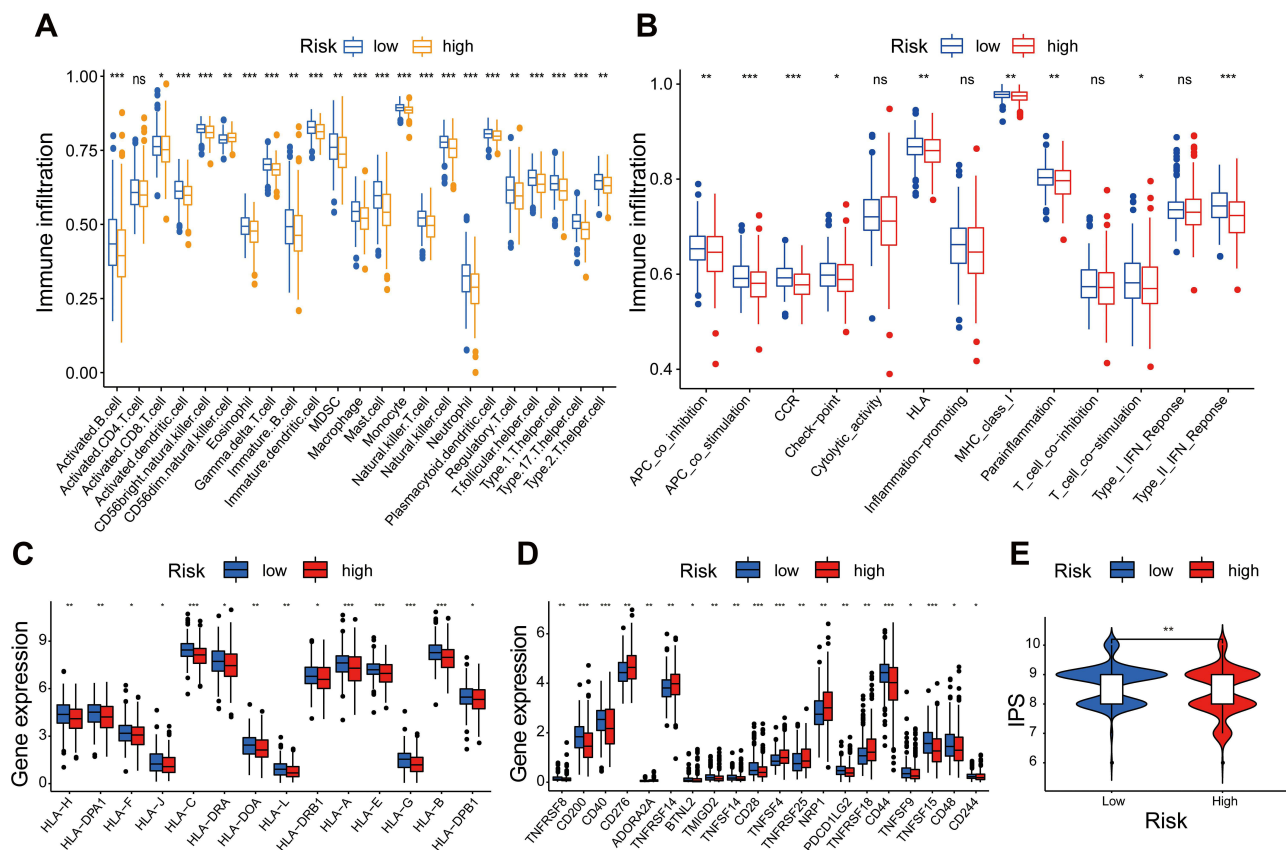 A
Risk low high
*** ns * *** *** ** *** *** ** *** ** *** *** *** *** *** *** *** ** *** *** *** **
Immune infiltration
1.00
0.75
0.50
0.25
0.00
Activated.B.cell
Activated.CD4.T.cell
Activated.CD8.T.cell
Activated.dendritic.cell
CD56bright.natural.killer.cell
CD56dim.natural.killer.cell
Eosinophil
Gamma.delta.T.cell
Immature..B.cell
Immature.dendritic.cell
MDSC
Macrophage
Mast.cell
Monocyte
Natural.killer.T.cell
Natural.killer.cell
Neutrophil
Plasmacytoid.dendritic.cell
Regulatory.T.cell
T.follicular.helper.cell
Type.1.T.helper.cell
Type.17.T.helper.cell
Type.2.T.helper.cell
B
Risk low high
** *** *** * ns ** ns ** ** ns * ns ***
Immune infiltration
1.0
0.8
0.6
0.4
APC_co_inhibition
APC_co_stimulation
CCR
Check−point
Cytolytic_activity
HLA
Inflammation−promoting
MHC_class_I
Parainflammation
T_cell_co−inhibition
T_cell_co−stimulation
Type_I_IFN_Reponse
Type_II_IFN_Reponse
C
Risk low high
** ** * * *** * ** ** * *** *** *** *** *
Gene expression
9
6
3
0
HLA−H
HLA−DPA1
HLA−F
HLA−J
HLA−C
HLA−DRA
HLA−DOA
HLA−L
HLA−DRB1
HLA−A
HLA−E
HLA−G
HLA−B
HLA−DPB1
D
Risk low high
** *** *** ** ** ** * ** ** *** *** ** ** ** ** *** * *** * *
Gene expression
6
4
2
0
TNFRSF8
CD200
CD40
CD276
ADORA2A
TNFRSF14
BTNL2
TMIGD2
TNFSF14
CD28
TNFSF4
TNFRSF25
NRP1
PDCD1LG2
TNFRSF18
CD44
TNFSF9
TNFSF15
CD48
CD244
E
Risk low high
**
IPS
10
9
8
7
6
Low High
Risk